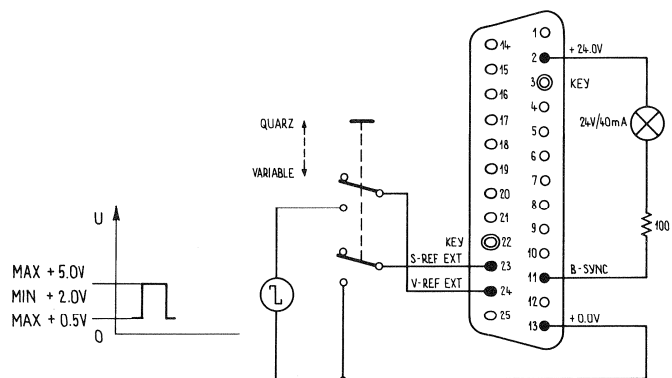 1
14
2
+ 24.0V
15
3
KEY
16
4
24V/40mA
QUARZ
17
5
18
6
VARIABLE
19
7
20
8
U
21
9
100
KEY
22
10
S-REF EXT
23
11
B-SYNC
MAX + 5.0V
MIN + 2.0V
V-REF EXT
24
12
MAX + 0.5V
25
13
+ 0.0V
0